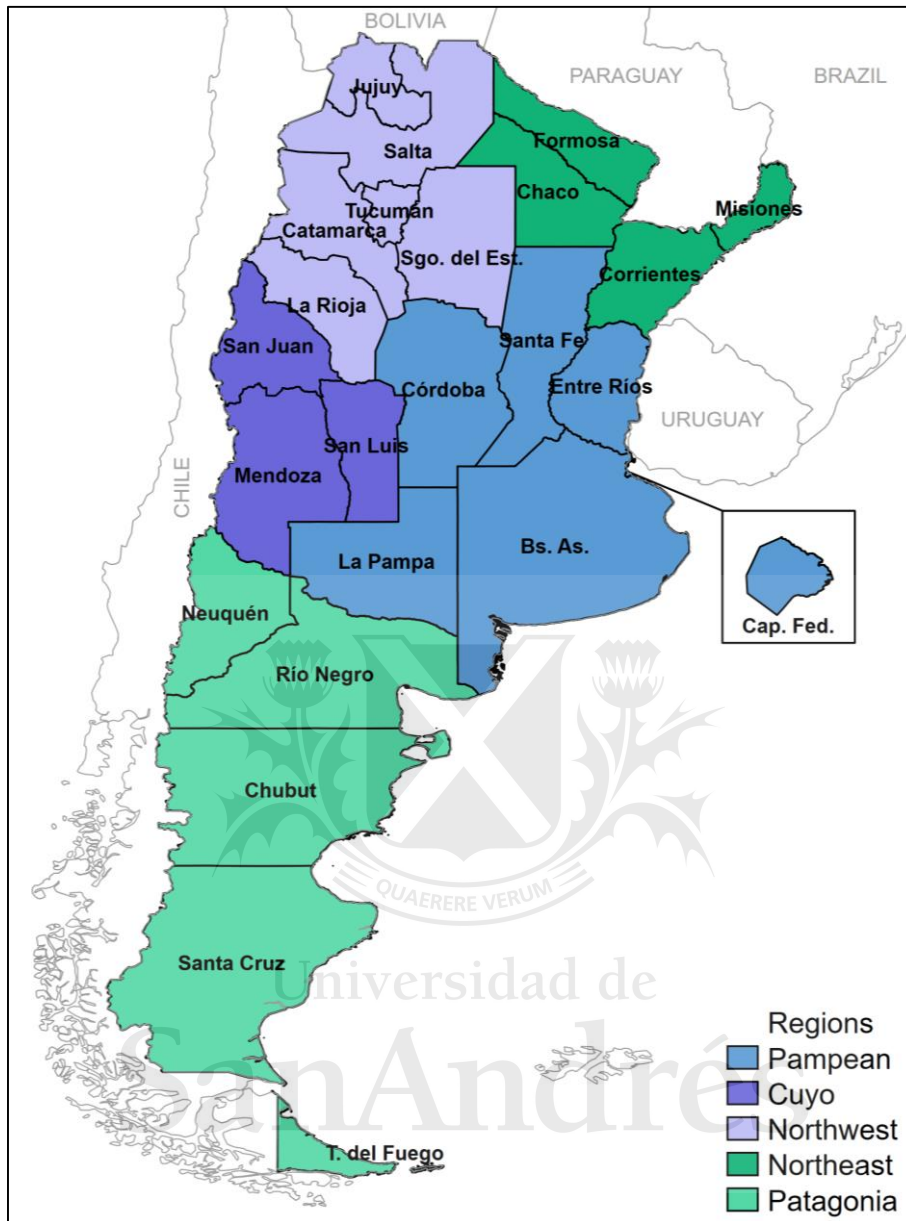 BOLIVIA
PARAGUAY
BRAZIL
Jujuy
Formosa
Salta
Chaco
Misiones
Tucumán
Catamarca
Sgo. del Est.
Corrientes
La Rioja
San Juan
Santa Fe
Córdoba
Entre Ríos
URUGUAY
San Luis
Mendoza
CHILE
Bs. As.
La Pampa
Neuquén
Cap. Fed.
Río Negro
Chubut
QUAERERE VERUM
Santa Cruz
Universidad de
SanAndrés
Regions
Pampean
Cuyo
Northwest
Northeast
Patagonia
T. del Fuego